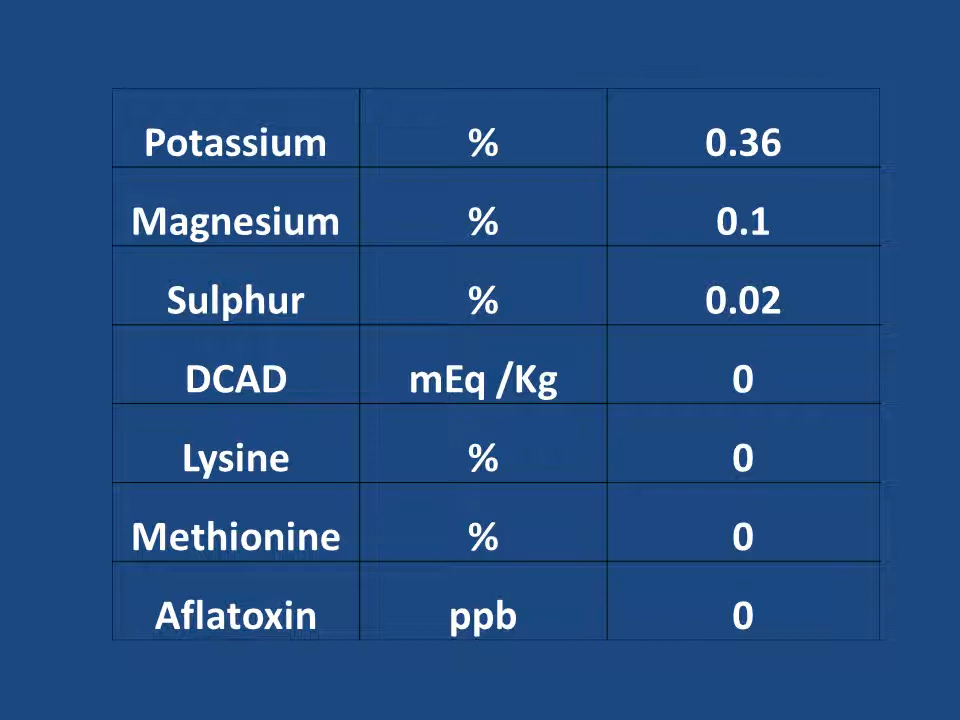 Potassium % 0.36
Magnesium % 0.1
Sulphur % 0.02
DCAD mEq /Kg 0
Lysine % 0
Methionine % 0
Aflatoxin ppb 0